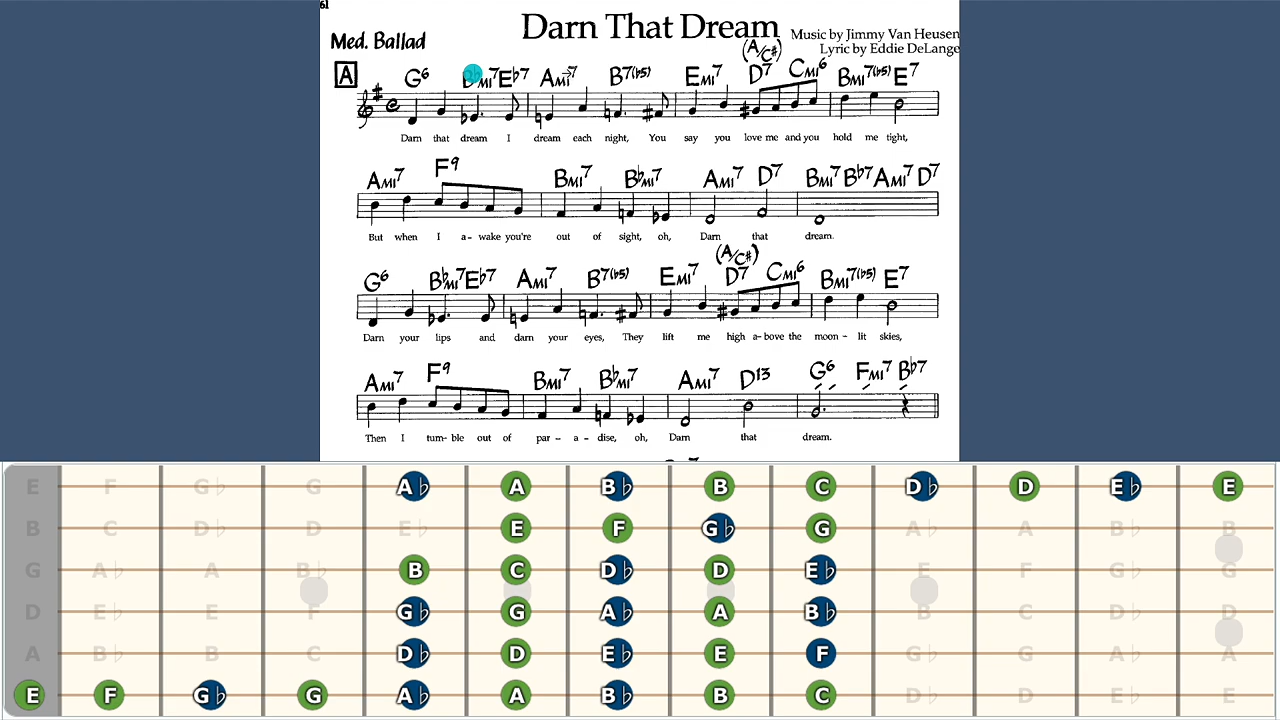 61
Darn That Dream
Med. Ballad
Music by Jimmy Van Heusen
Lyric by Eddie DeLange
(A/C♯)
A G6 B♭MI7 E♭7 AMI7 B7(♭5) EMI7 D7 CMI6 BMI7(♭5) E7
Darn that dream I dream each night, You say you love me and you hold me tight,
AMI7 F9 BMI7 B♭MI7 AMI7 D7 BMI7 B♭7 AMI7 D7
But when I a- wake you're out of sight, oh, Darn that dream.
(A/C♯)
G6 B♭MI7 E♭7 AMI7 B7(♭5) EMI7 D7 CMI6 BMI7(♭5) E7
Darn your lips and darn your eyes, They lift me high a- bove the moon – lit skies,
AMI7 F9 BMI7 B♭MI7 AMI7 D13 G6 FMI7 B♭7
Then I tum- ble out of par – a – dise, oh, Darn that dream.
E F G♭ G A♭ A B♭ B C D♭ D E♭ E
B C D♭ D E♭ E F G♭ G A♭ A B♭ B
G A♭ A B♭ B C D♭ D E♭ E F G♭ G
D E♭ E F G♭ G A♭ A B♭ B C D♭ D
A B♭ B C D♭ D E♭ E F G♭ G A♭ A
E F G♭ G A♭ A B♭ B C D♭ D E♭ E